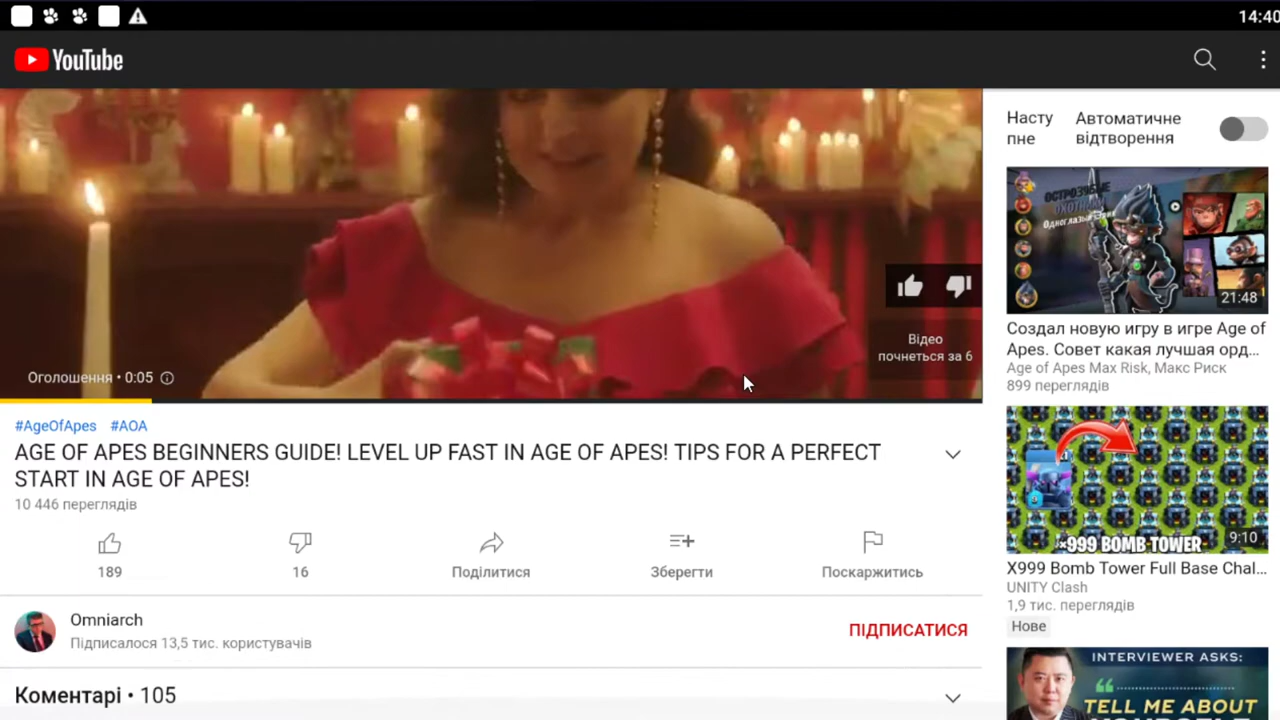 14:40
YouTube
Оголошення • 0:05
Відео
почнеться за 6
#AgeOfApes #AOA
AGE OF APES BEGINNERS GUIDE! LEVEL UP FAST IN AGE OF APES! TIPS FOR A PERFECT
START IN AGE OF APES!
10 446 переглядів
189
16
Поділитися
Зберегти
Поскаржитись
Omniarch
Підписалося 13,5 тис. користувачів
ПІДПИСАТИСЯ
Коментарі • 105
Насту
пне
Автоматичне
відтворення
ОСТРОЗУБЫЕ
ОХОТНИКИ
21:48
Создал новую игру в игре Age of
Apes. Совет какая лучшая орд...
Age of Apes Max Risk, Макс Риск
899 переглядів
×999 BOMB TOWER
9:10
X999 Bomb Tower Full Base Chal...
UNITY Clash
1,9 тис. переглядів
Нове
INTERVIEWER ASKS:
TELL ME ABOUT